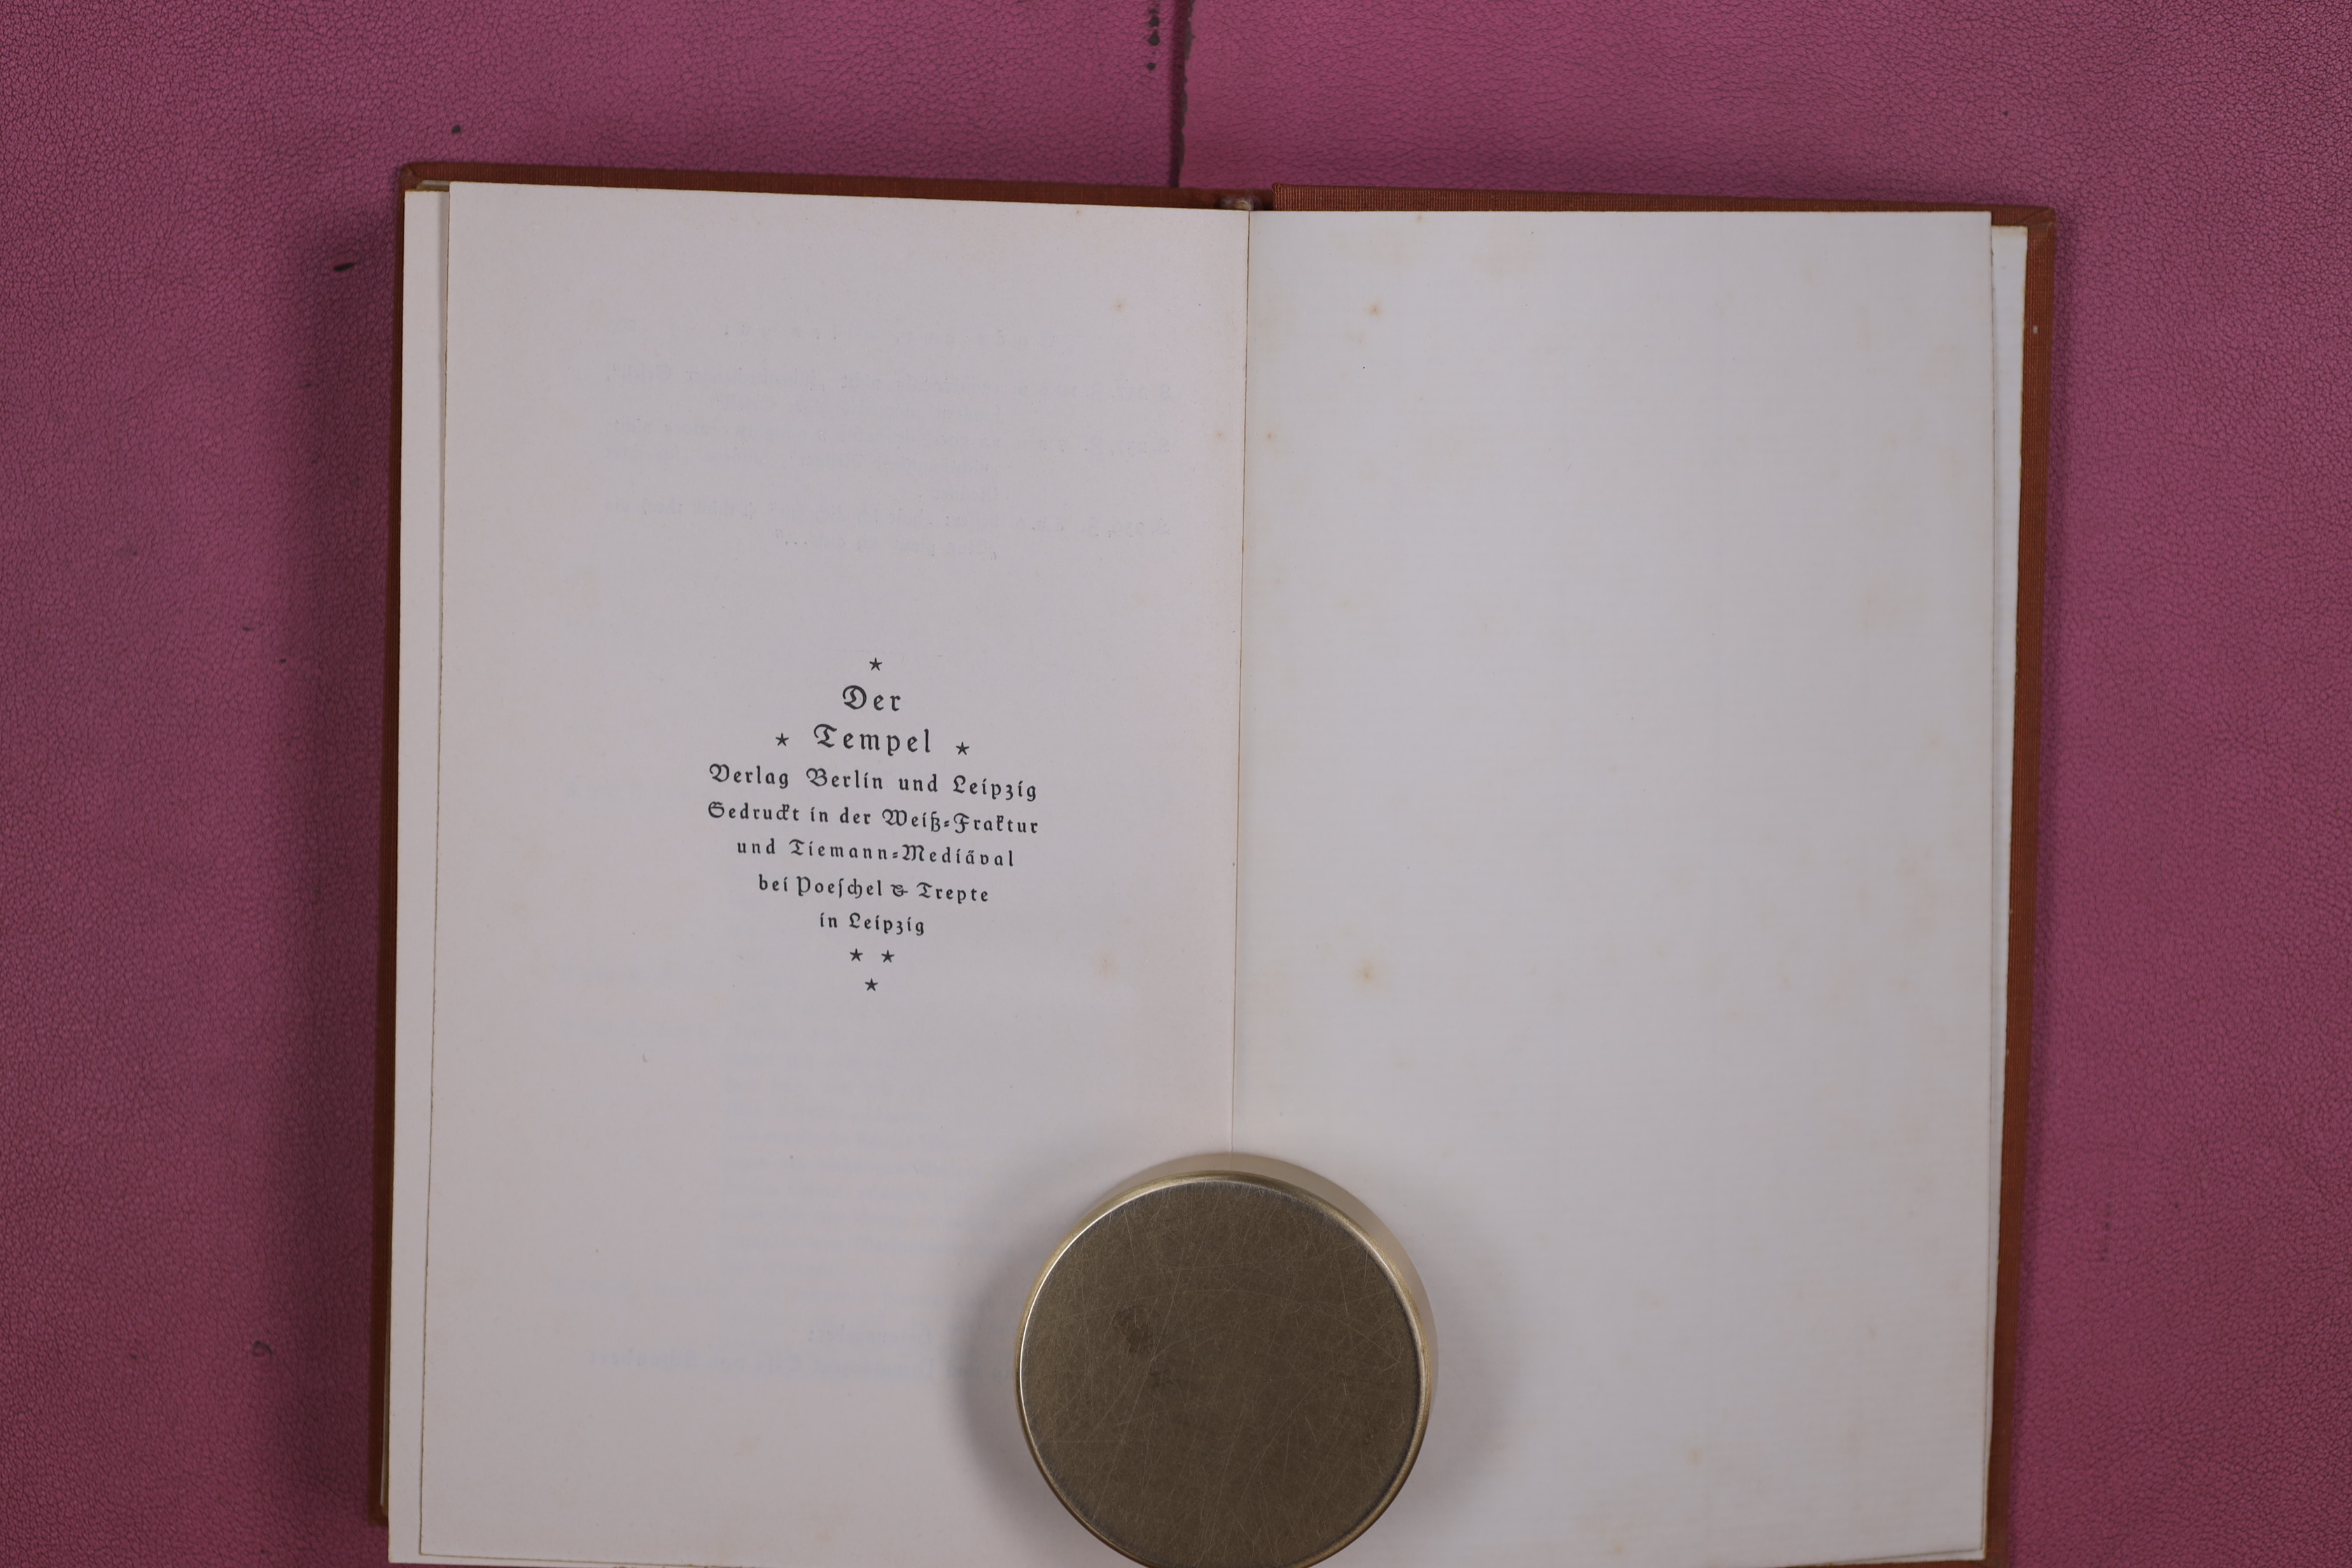 ★
Der
★ Tempel ★
Verlag Berlin und Leipzig
Gedruckt in der Weiß-Fraktur
und Tiemann-Mediäval
bei Poeschel & Trepte
in Leipzig
★ ★
★